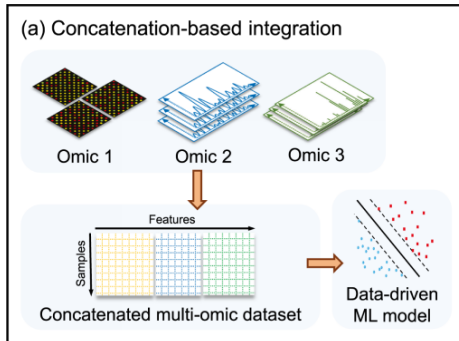 (a) Concatenation-based integration
Omic 1
Omic 2
Omic 3
Features
Samples
Concatenated multi-omic dataset
Data-driven
ML model